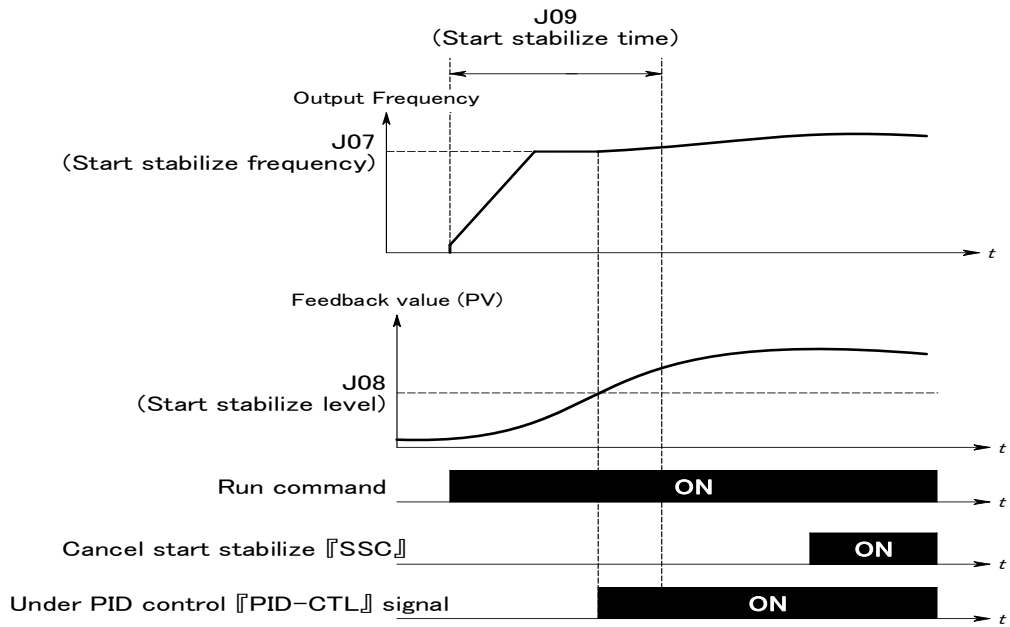 J09
(Start stabilize time)
Output Frequency
J07
(Start stabilize frequency)
t
Feedback value (PV)
J08
(Start stabilize level)
t
Run command
ON
t
Cancel start stabilize 『SSC』
ON
t
Under PID control 『PID-CTL』 signal
ON
t